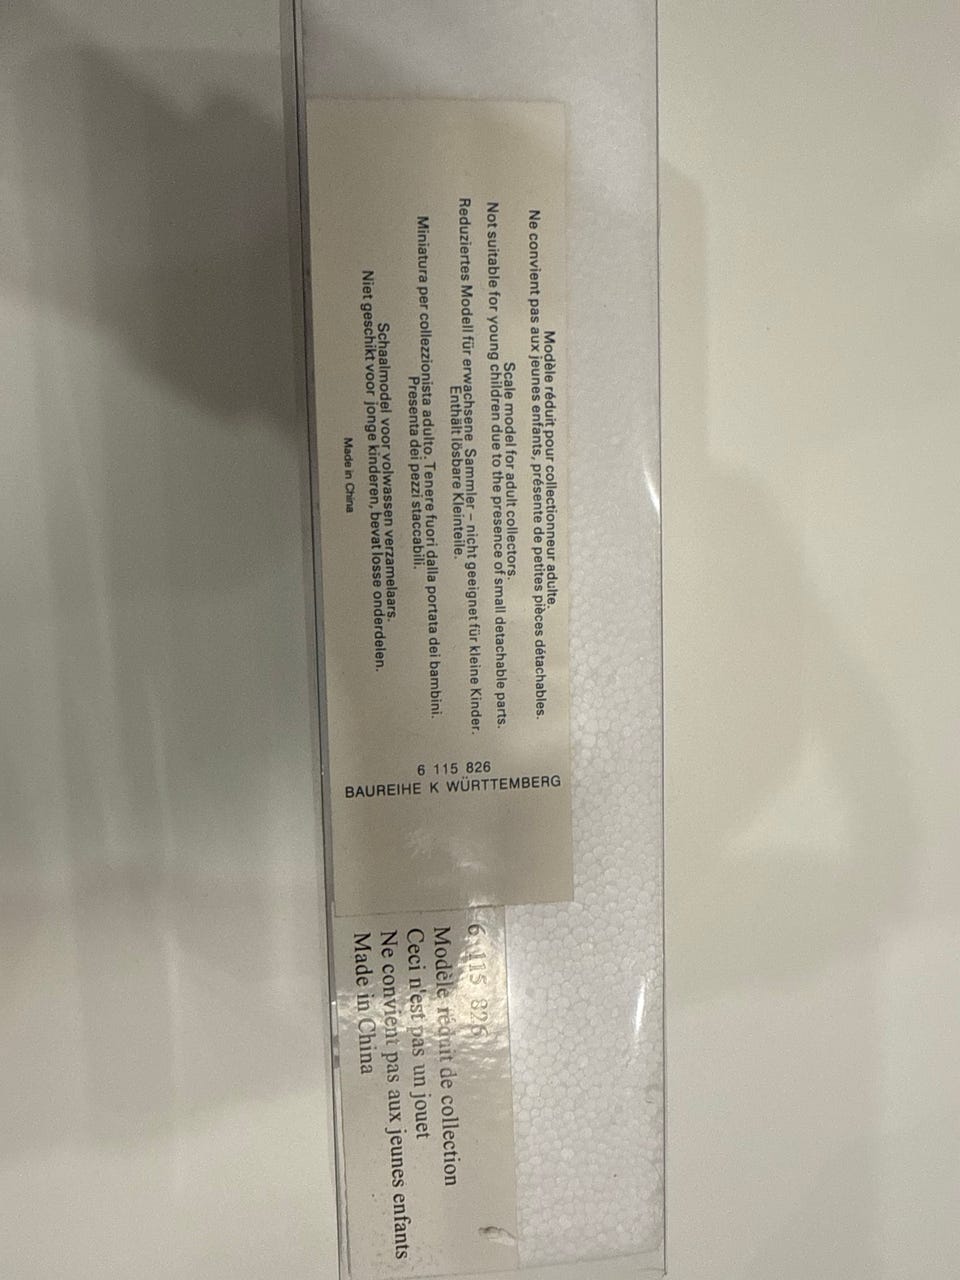 Modèle réduit pour collectionneur adulte.
Ne convient pas aux jeunes enfants, présente de petites pièces détachables.
Scale model for adult collectors.
Not suitable for young children due to the presence of small detachable parts.
Reduziertes Modell für erwachsene Sammler – nicht geeignet für kleine Kinder.
Enthält lösbare Kleinteile.
Miniatura per collezzionista adulto. Tenere fuori dalla portata dei bambini.
Presenta dei pezzi staccabili.
Schaalmodel voor volwassen verzamelaars.
Niet geschikt voor jonge kinderen, bevat losse onderdelen.
Made in China
6 115 826
BAUREIHE K WÜRTTEMBERG
6 115 826
Modèle réduit de collection
Ceci n'est pas un jouet
Ne convient pas aux jeunes enfants
Made in China